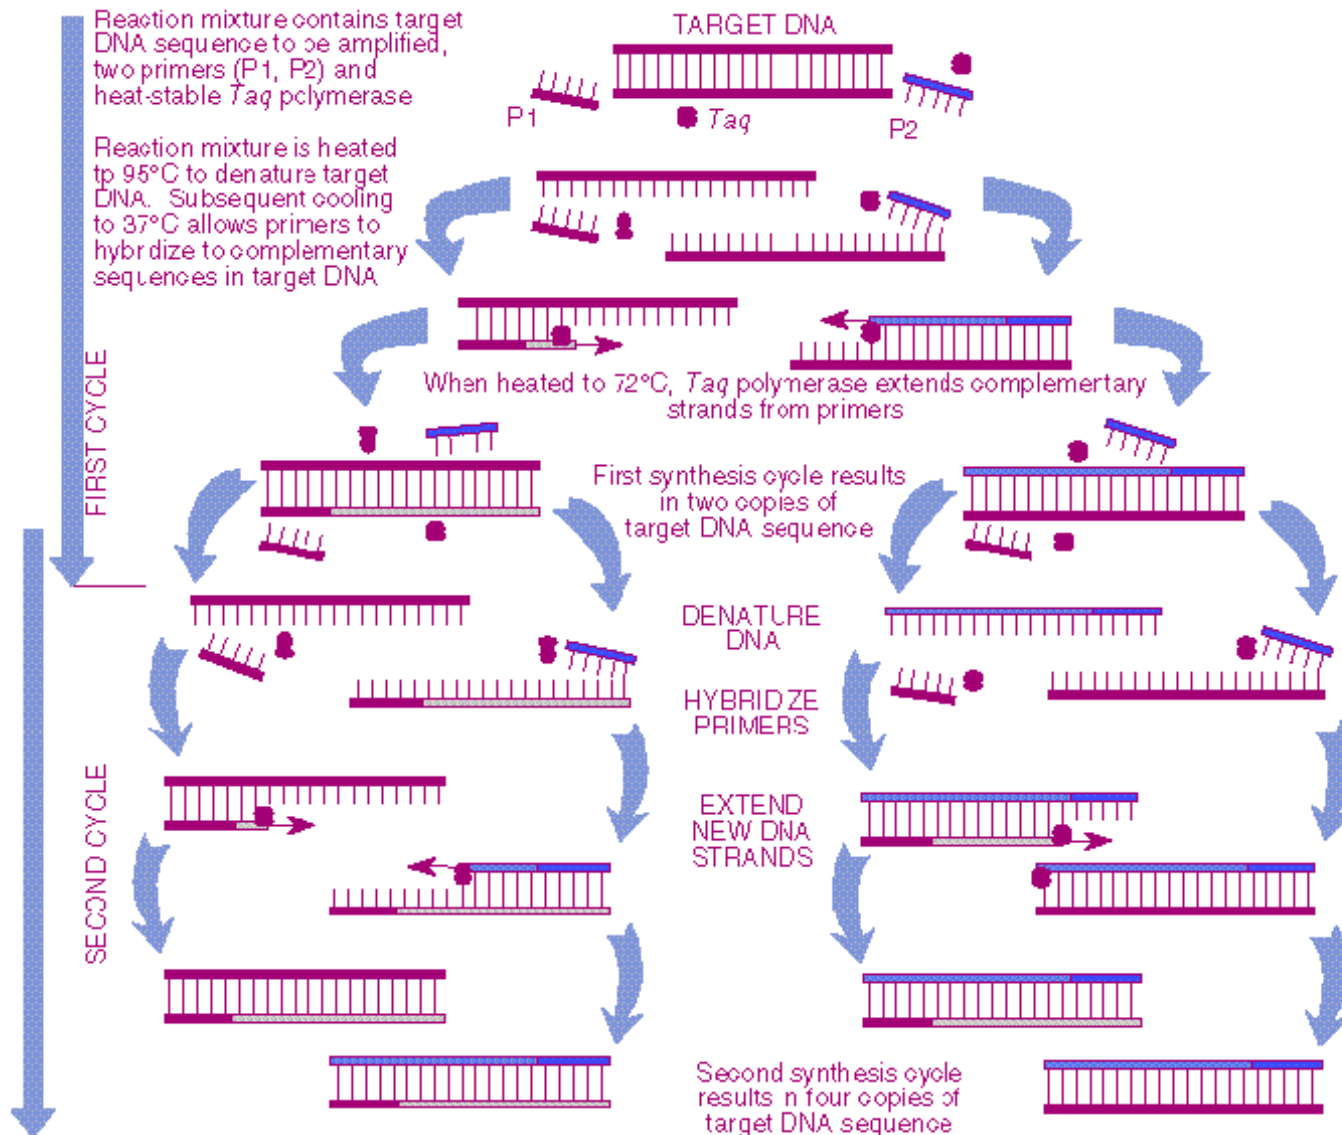 Reaction mixture contains target
DNA sequence to be amplified,
two primers (P1, P2) and
heat-stable Taq polymerase
TARGET DNA
P1
Taq
P2
Reaction mixture is heated
tp 95°C to denature target
DNA. Subsequent cooling
to 37°C allows primers to
hybridize to complementary
sequences in target DNA
When heated to 72°C, Taq polymerase extends complementary
strands from primers
FIRST CYCLE
First synthesis cycle results
in two copies of
target DNA sequence
DENATURE
DNA
HYBRIDZE
PRIMERS
SECOND CYCLE
EXTEND
NEW DNA
STRANDS
Second synthesis cycle
results in four copies of
target DNA sequence